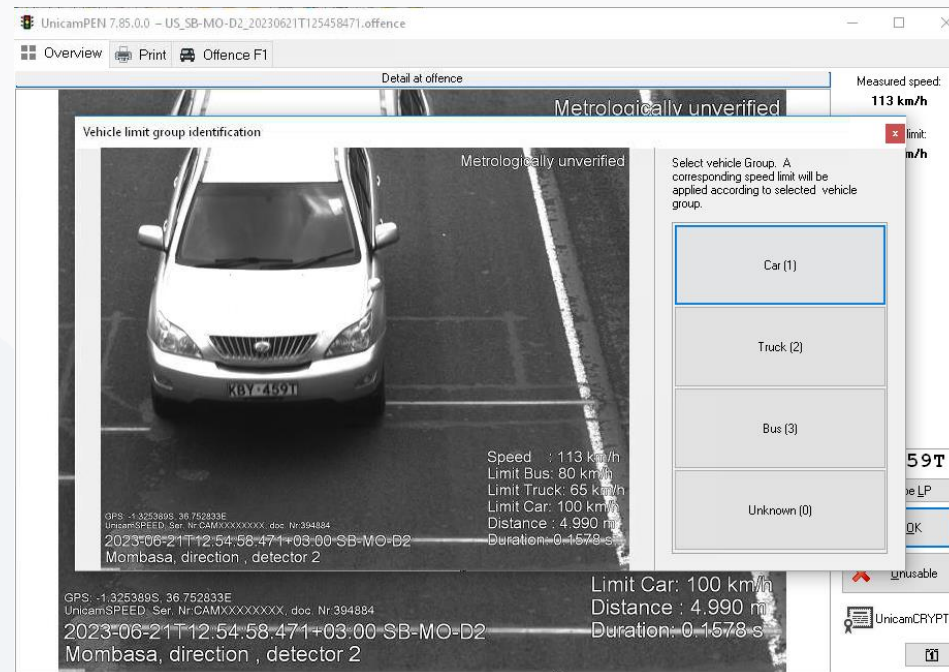 UnicamPEN 7.85.0.0 – US_SB-MO-D2_20230621T125458471.offence
Overview Print Offence F1
Detail at offence
Measured speed:
113 km/h
Metrologically unverified
Vehicle limit group identification
limit:
m/h
Metrologically unverified
Select vehicle Group. A
corresponding speed limit will be
applied according to selected vehicle
group.
Car (1)
Truck (2)
Bus (3)
Unknown (0)
KBY·459T
Speed : 113 km/h
Limit Bus: 80 km/h
Limit Truck: 65 km/h
Limit Car: 100 km/h
Distance : 4.990 m
Duration: 0.1578 s
GPS: -1.325389S, 36.752833E
UnicamSPEED, Ser. Nr:CAMXXXXXXXX, doc. Nr:394884
2023-06-21T12:54:58.471+03:00 SB-MO-D2
Mombasa, direction , detector 2
59T
LP
OK
Unusable
UnicamCRYPT
Limit Car: 100 km/h
Distance : 4.990 m
Duration: 0.1578 s
GPS: -1.325389S, 36.752833E
UnicamSPEED, Ser. Nr:CAMXXXXXXXX, doc. Nr:394884
2023-06-21T12:54:58.471+03:00 SB-MO-D2
Mombasa, direction , detector 2